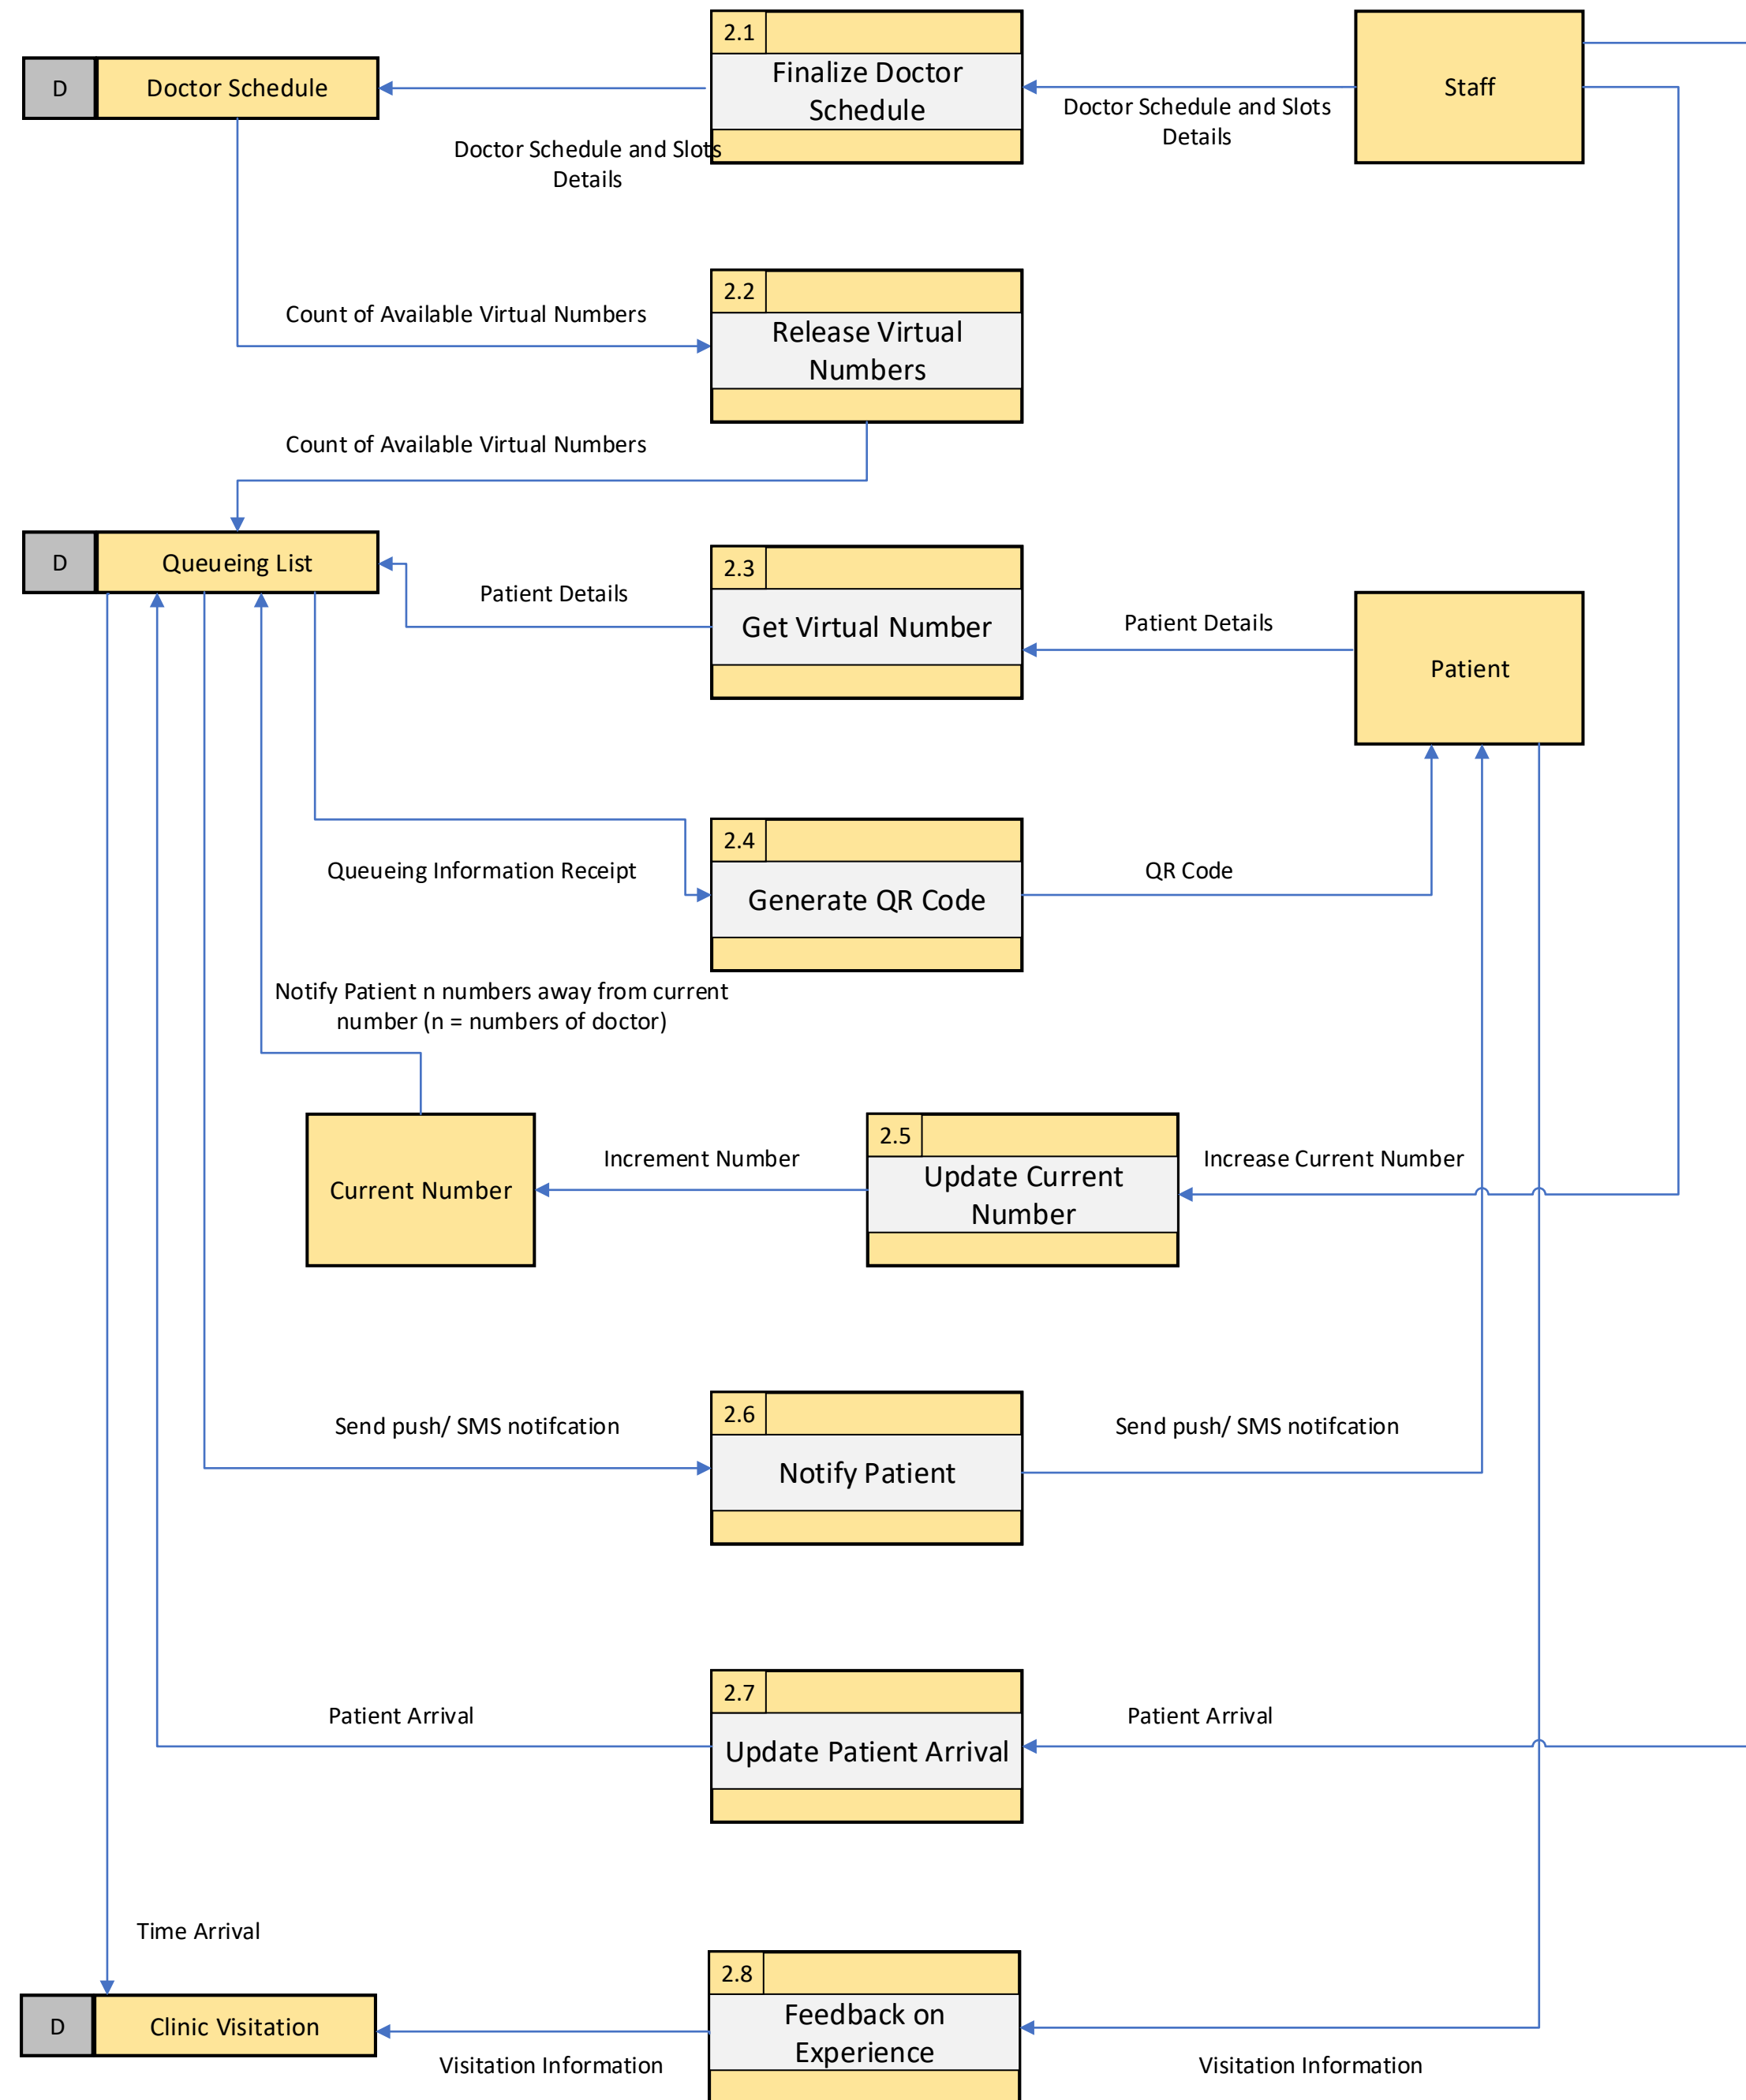 2.1
Finalize Doctor
Schedule
Staff
D
Doctor Schedule
Doctor Schedule and Slots
Details
Doctor Schedule and Slots
Details
2.2
Release Virtual
Numbers
Count of Available Virtual Numbers
Count of Available Virtual Numbers
D
Queueing List
2.3
Get Virtual Number
Patient Details
Patient Details
Patient
2.4
Generate QR Code
Queueing Information Receipt
QR Code
Notify Patient n numbers away from current
number (n = numbers of doctor)
Current Number
Increment Number
2.5
Update Current
Number
Increase Current Number
2.6
Notify Patient
Send push/ SMS notifcation
Send push/ SMS notifcation
2.7
Update Patient Arrival
Patient Arrival
Patient Arrival
Time Arrival
D
Clinic Visitation
2.8
Feedback on
Experience
Visitation Information
Visitation Information